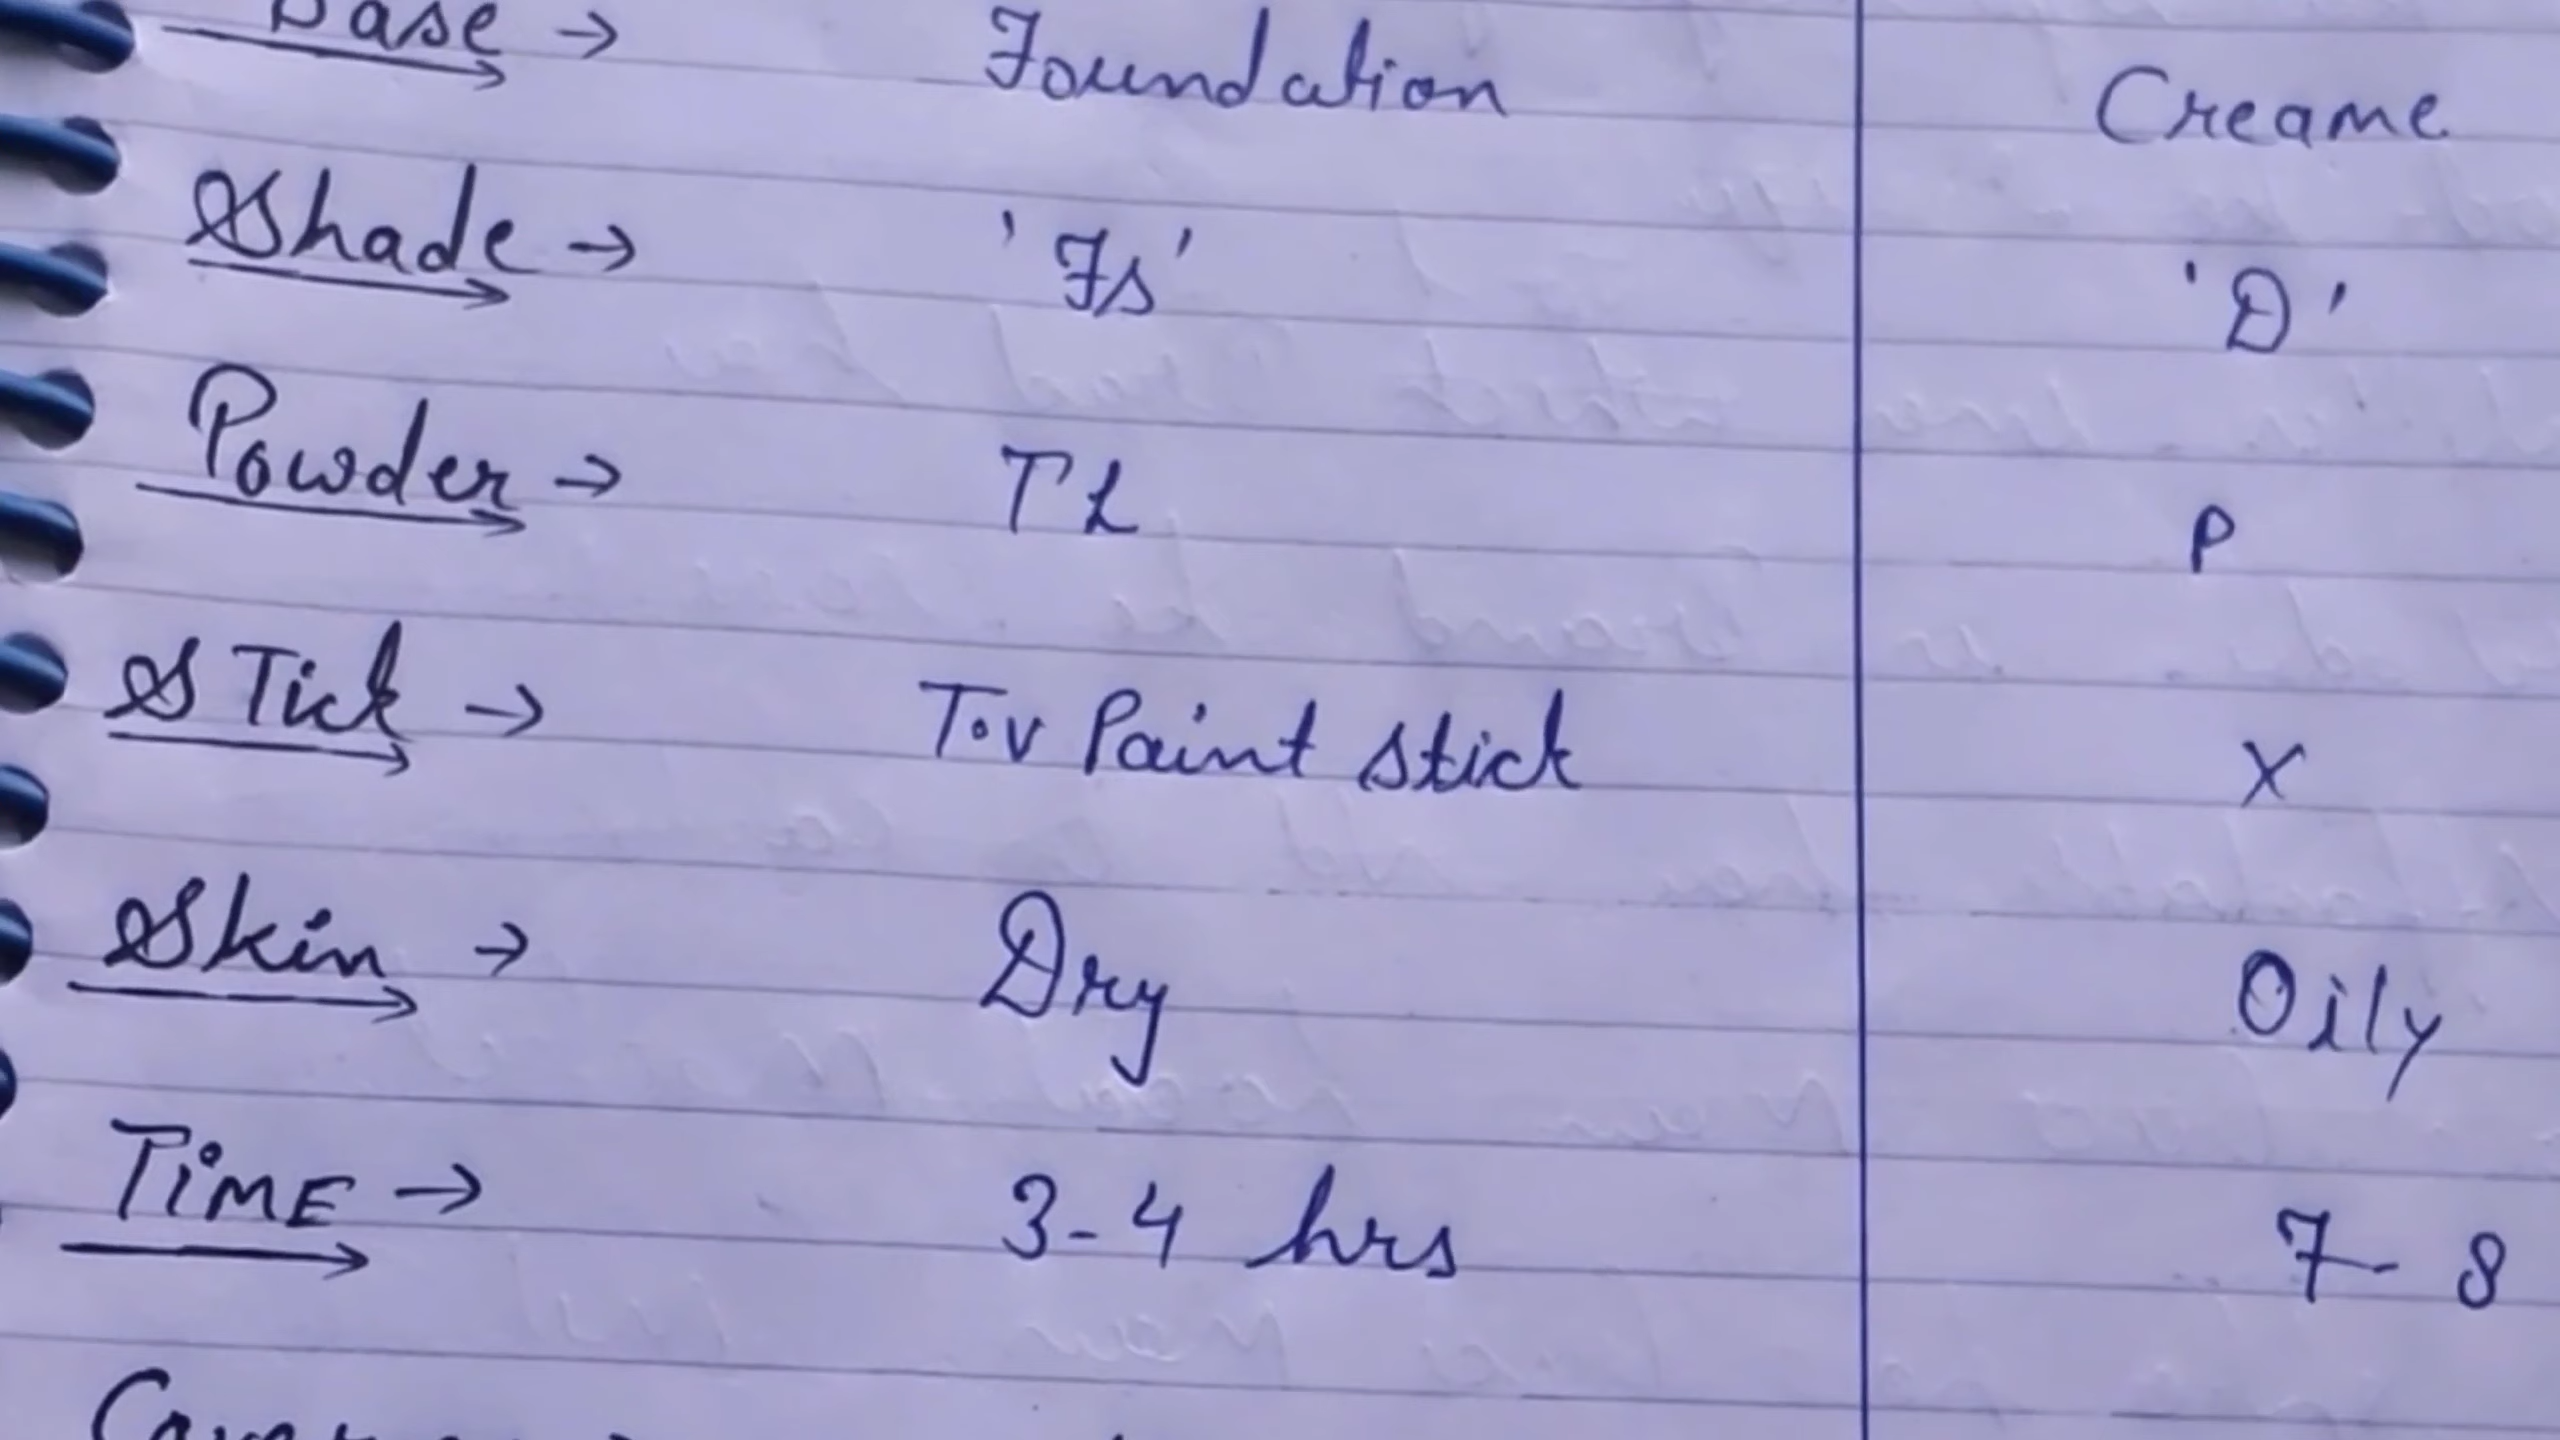 Base → Foundation Creame
Shade → 'Fs' 'D'
Powder → TL P
STick → T.v Paint stick X
Skin → Dry Oily
TiME → 3-4 hrs 7-8